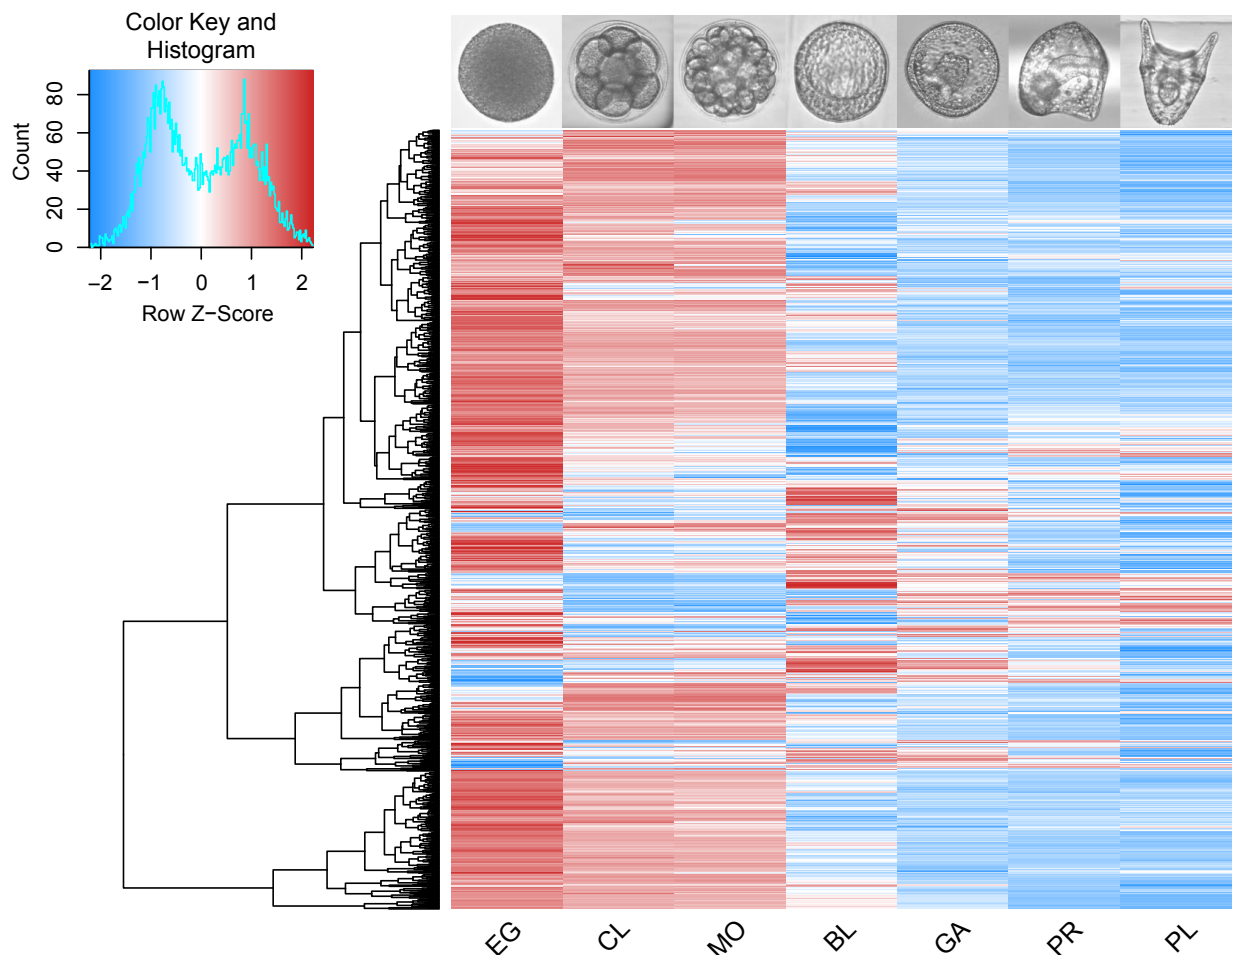 Color Key and
Histogram
Count
80
60
40
20
0
−2 −1 0 1 2
Row Z−Score
EG CL MO BL GA PR PL